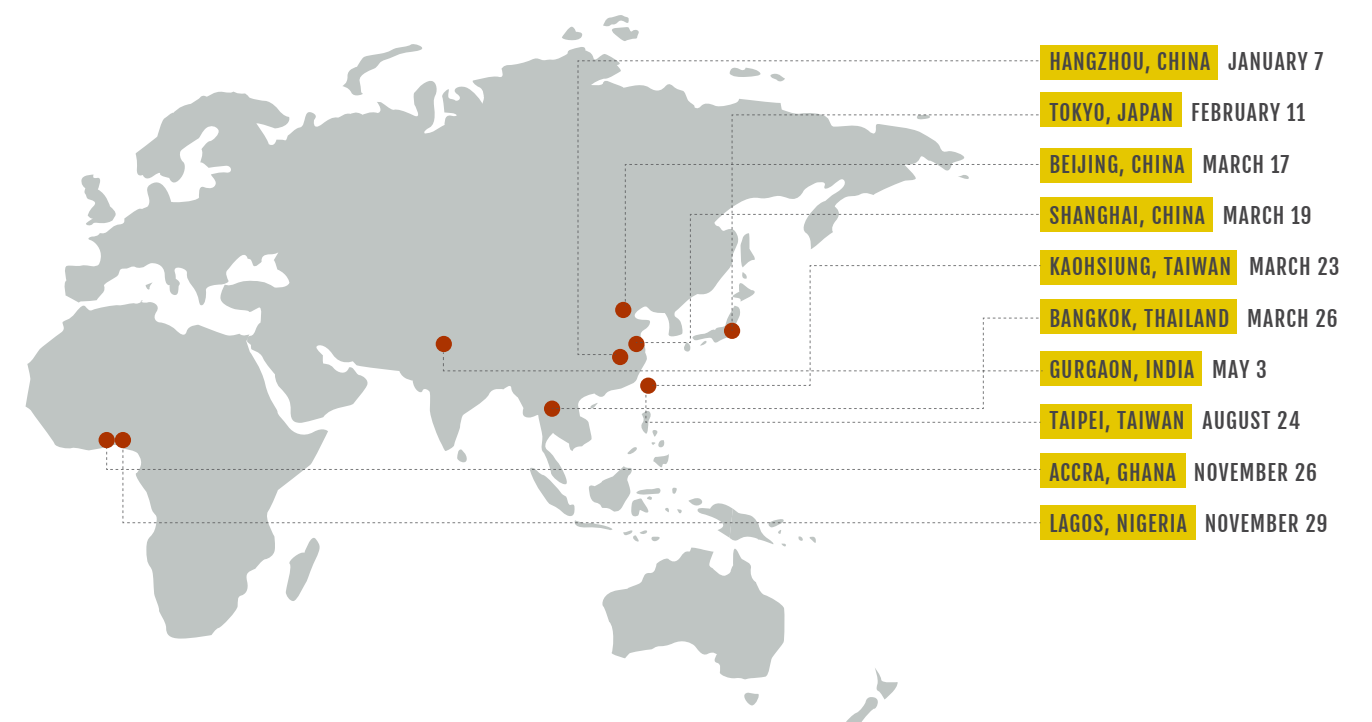 HANGZHOU, CHINA JANUARY 7
TOKYO, JAPAN FEBRUARY 11
BEIJING, CHINA MARCH 17
SHANGHAI, CHINA MARCH 19
KAOHSIUNG, TAIWAN MARCH 23
BANGKOK, THAILAND MARCH 26
GURGAON, INDIA MAY 3
TAIPEI, TAIWAN AUGUST 24
ACCRA, GHANA NOVEMBER 26
LAGOS, NIGERIA NOVEMBER 29